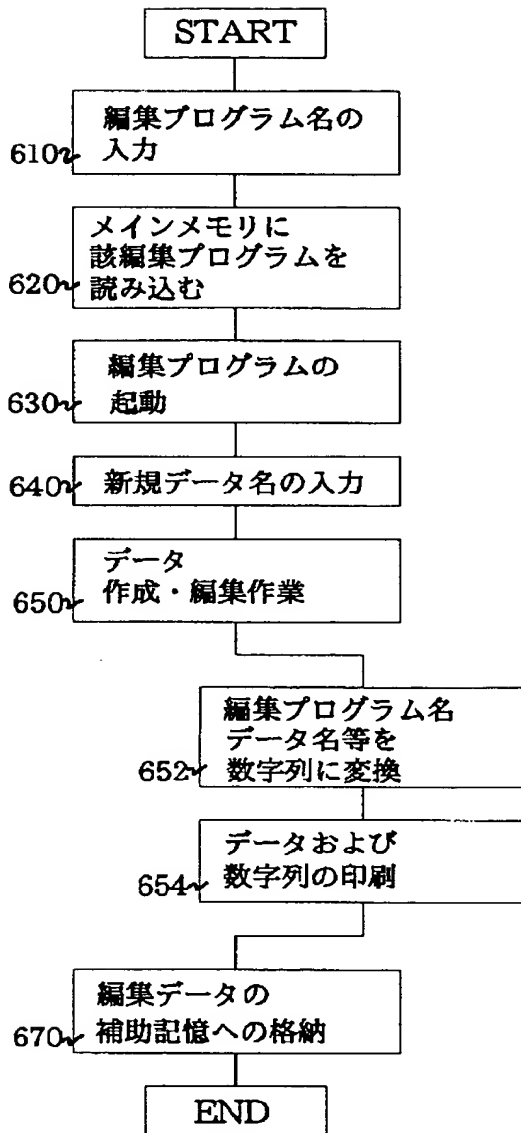 START
編集プログラム名の
入力
610
メインメモリに
該編集プログラムを
読み込む
620
編集プログラムの
起動
630
新規データ名の入力
640
データ
作成・編集作業
650
編集プログラム名
データ名等を
数字列に変換
652
データおよび
数字列の印刷
654
編集データの
補助記憶への格納
670
END